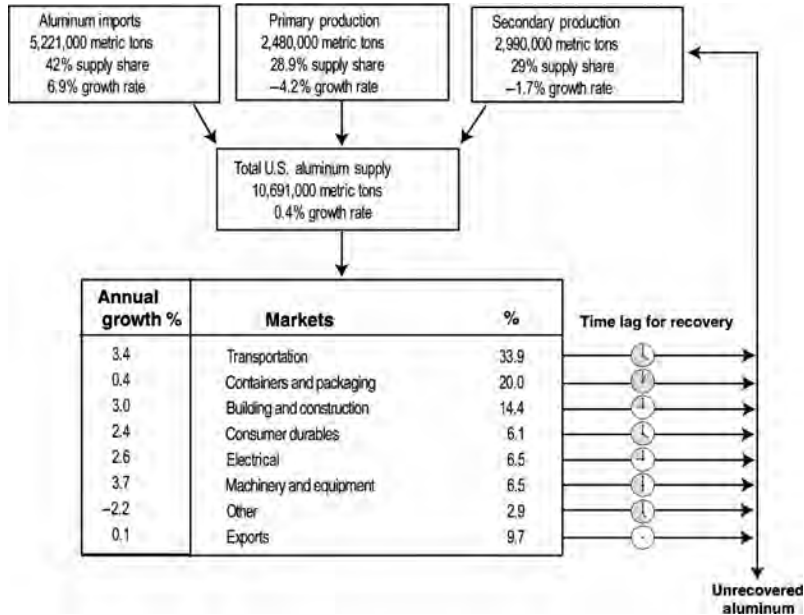 Aluminum imports
5,221,000 metric tons
42% supply share
6.9% growth rate
Primary production
2,480,000 metric tons
28.9% supply share
–4.2% growth rate
Secondary production
2,990,000 metric tons
29% supply share
–1.7% growth rate
Total U.S. aluminum supply
10,691,000 metric tons
0.4% growth rate
Annual growth % Markets % Time lag for recovery
3.4 Transportation 33.9
0.4 Containers and packaging 20.0
3.0 Building and construction 14.4
2.4 Consumer durables 6.1
2.6 Electrical 6.5
3.7 Machinery and equipment 6.5
–2.2 Other 2.9
0.1 Exports 9.7
Unrecovered
aluminum